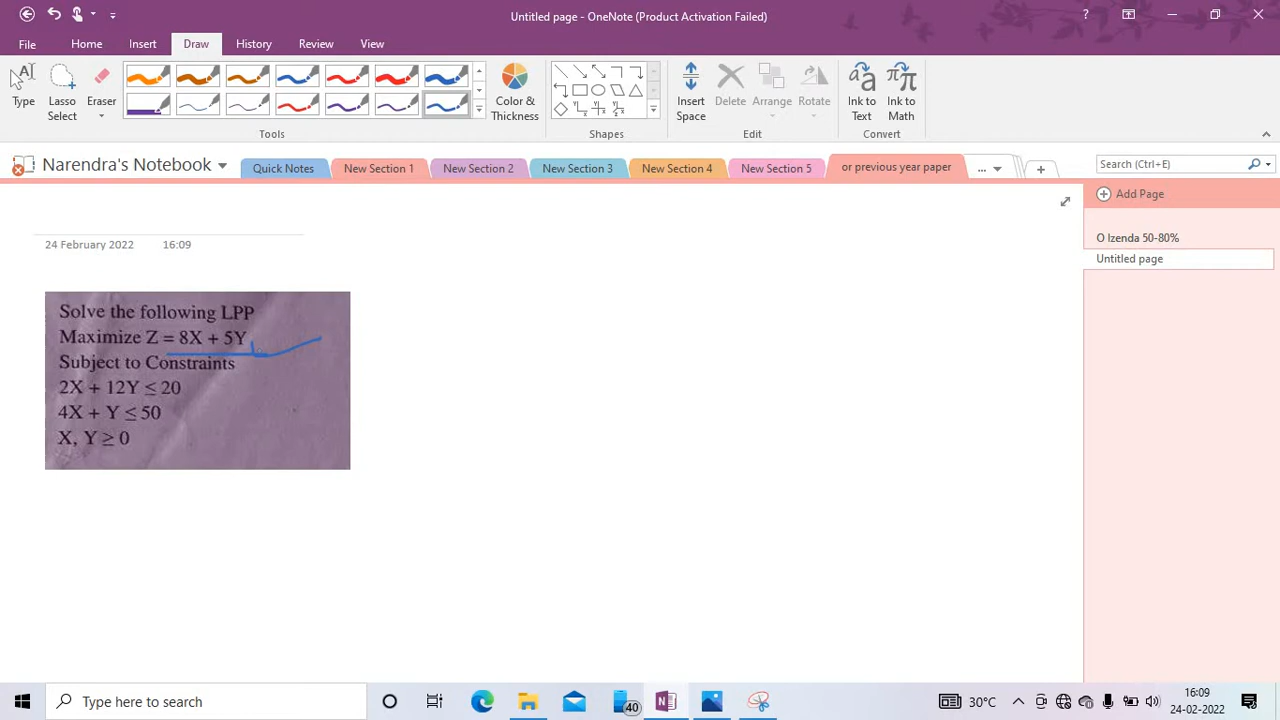 Untitled page - OneNote (Product Activation Failed)
?
File Home Insert Draw History Review View
Type Lasso Select Eraser Color & Thickness Insert Space Delete Arrange Rotate Ink to Text Ink to Math
Tools Shapes Edit Convert
Narendra's Notebook Quick Notes New Section 1 New Section 2 New Section 3 New Section 4 New Section 5 or previous year paper ... Search (Ctrl+E)
Add Page
24 February 2022 16:09
O Izenda 50-80%
Untitled page
Solve the following LPP
Maximize Z = 8X + 5Y
Subject to Constraints
2X + 12Y ≤ 20
4X + Y ≤ 50
X, Y ≥ 0
Type here to search
40
30°C
16:09
24-02-2022